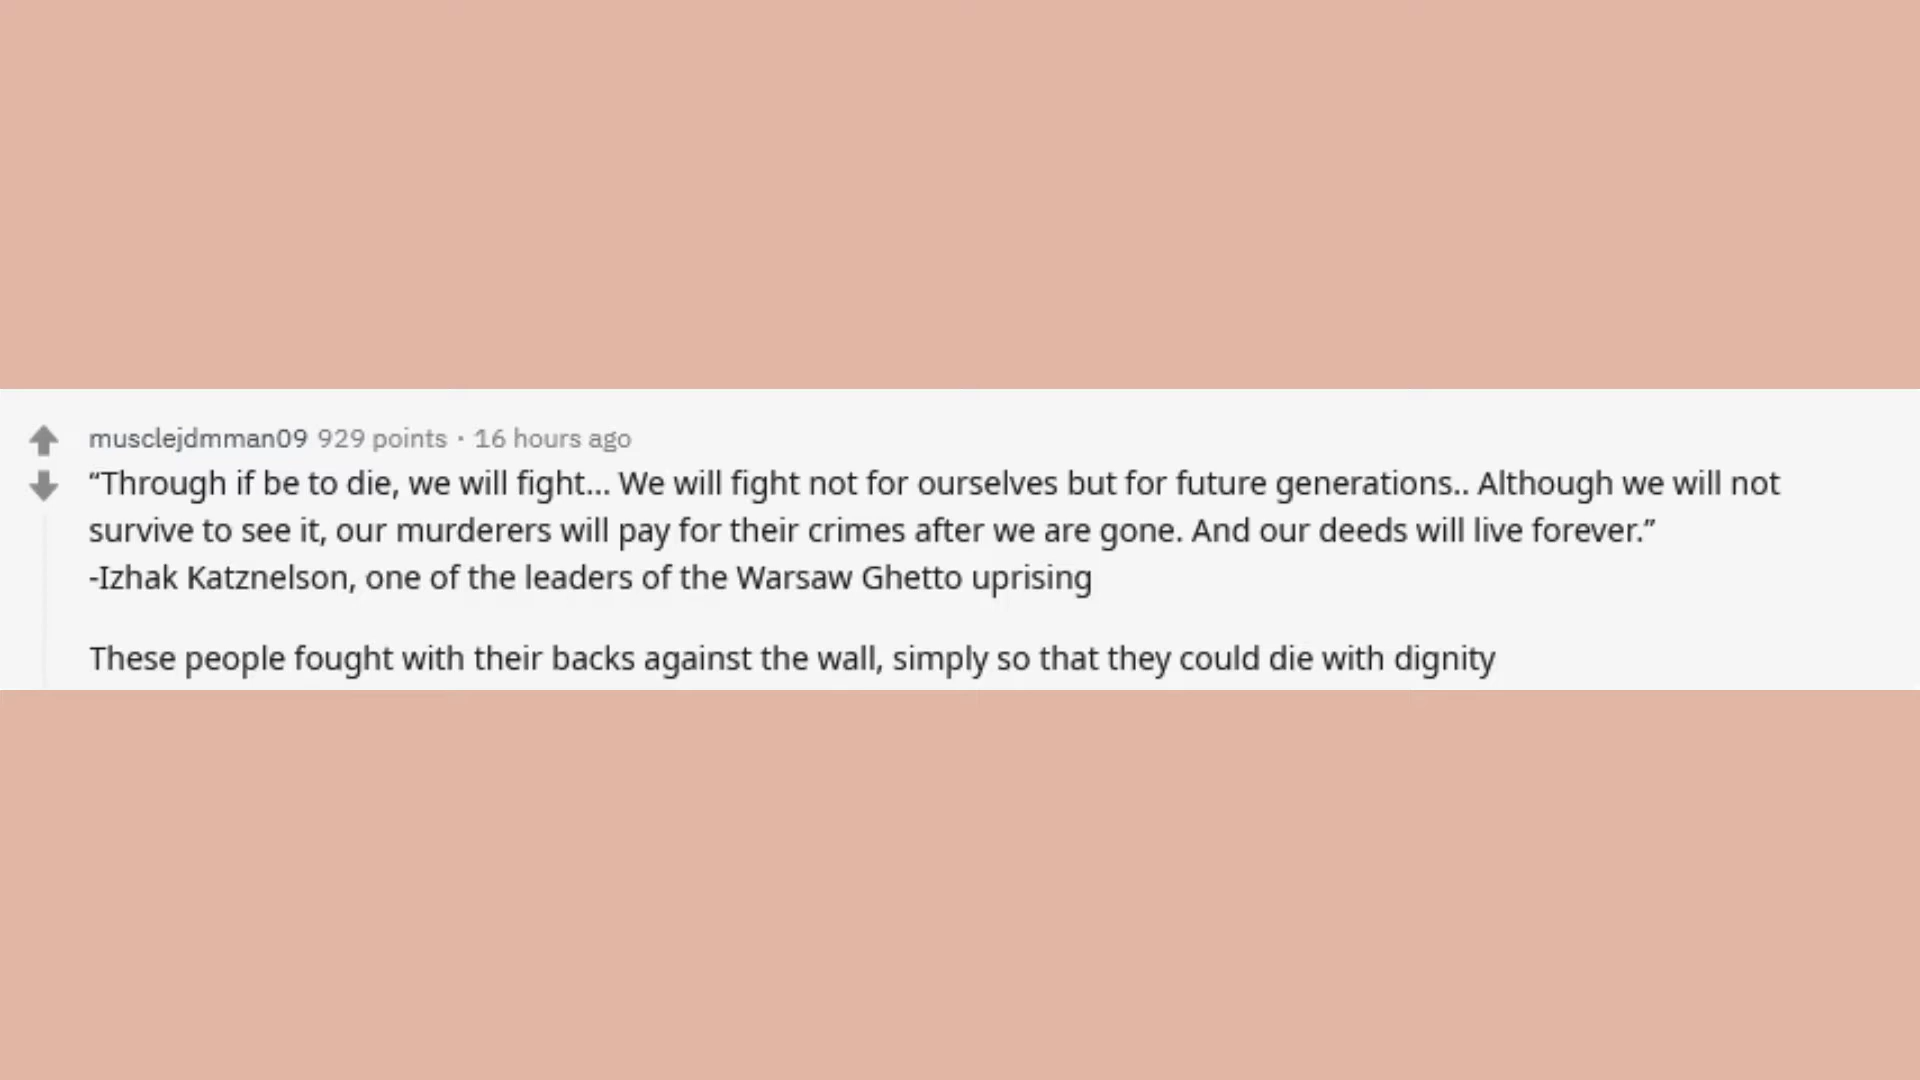 musclejdmman09 929 points · 16 hours ago
“Through if be to die, we will fight... We will fight not for ourselves but for future generations.. Although we will not
survive to see it, our murderers will pay for their crimes after we are gone. And our deeds will live forever.”
-Izhak Katznelson, one of the leaders of the Warsaw Ghetto uprising
These people fought with their backs against the wall, simply so that they could die with dignity